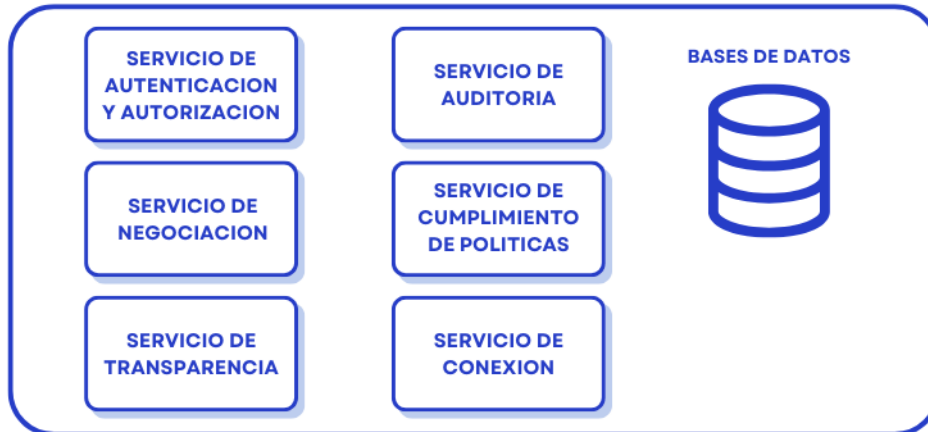 SERVICIO DE
AUTENTICACION
Y AUTORIZACION
SERVICIO DE
AUDITORIA
BASES DE DATOS
SERVICIO DE
NEGOCIACION
SERVICIO DE
CUMPLIMIENTO
DE POLITICAS
SERVICIO DE
TRANSPARENCIA
SERVICIO DE
CONEXION